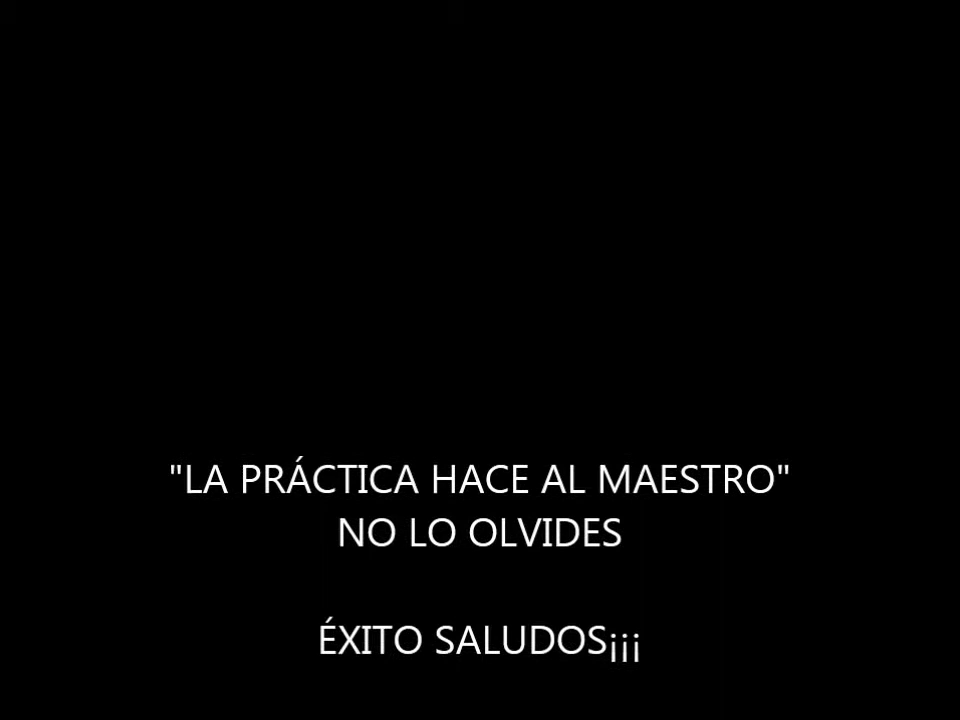 "LA PRÁCTICA HACE AL MAESTRO"
NO LO OLVIDES
ÉXITO SALUDOS¡¡¡